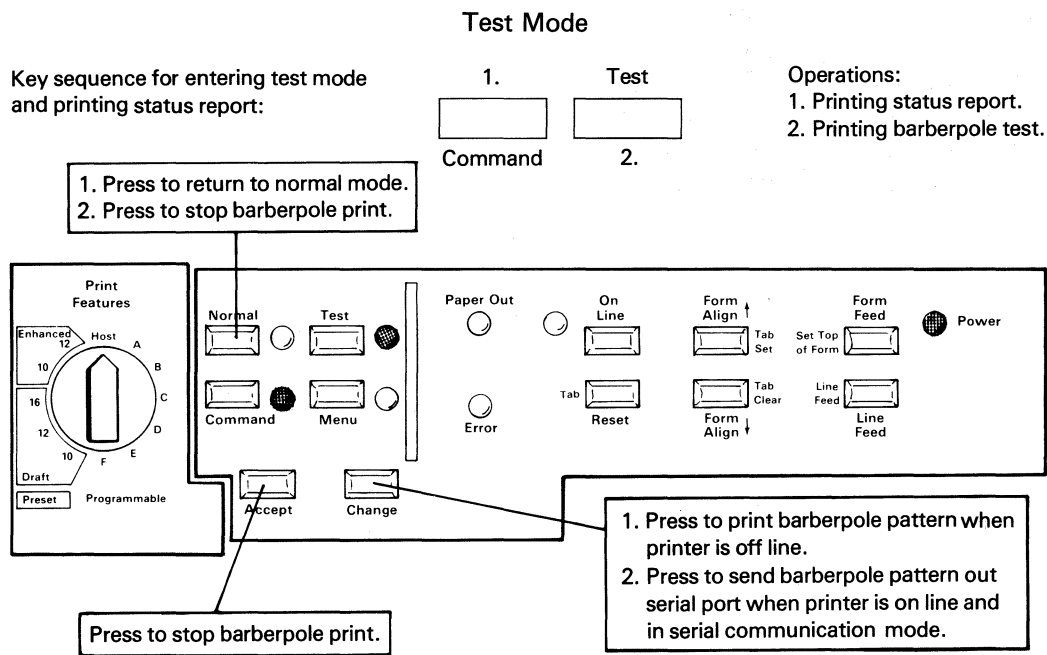 Test Mode
Key sequence for entering test mode
and printing status report:
1.
Test
Command
2.
Operations:
1. Printing status report.
2. Printing barberpole test.
1. Press to return to normal mode.
2. Press to stop barberpole print.
Print
Features
Enhanced
12
10
16
12
10
Draft
Host
A
B
C
D
E
F
Preset
Programmable
Normal
Test
Command
Menu
Accept
Change
Paper Out
Error
On
Line
Tab
Reset
Form
Align ↑
Tab
Set
Tab
Clear
Form
Align ↓
Form
Feed
Set Top
of Form
Line
Feed
Line
Feed
Power
Press to stop barberpole print.
1. Press to print barberpole pattern when
printer is off line.
2. Press to send barberpole pattern out
serial port when printer is on line and
in serial communication mode.